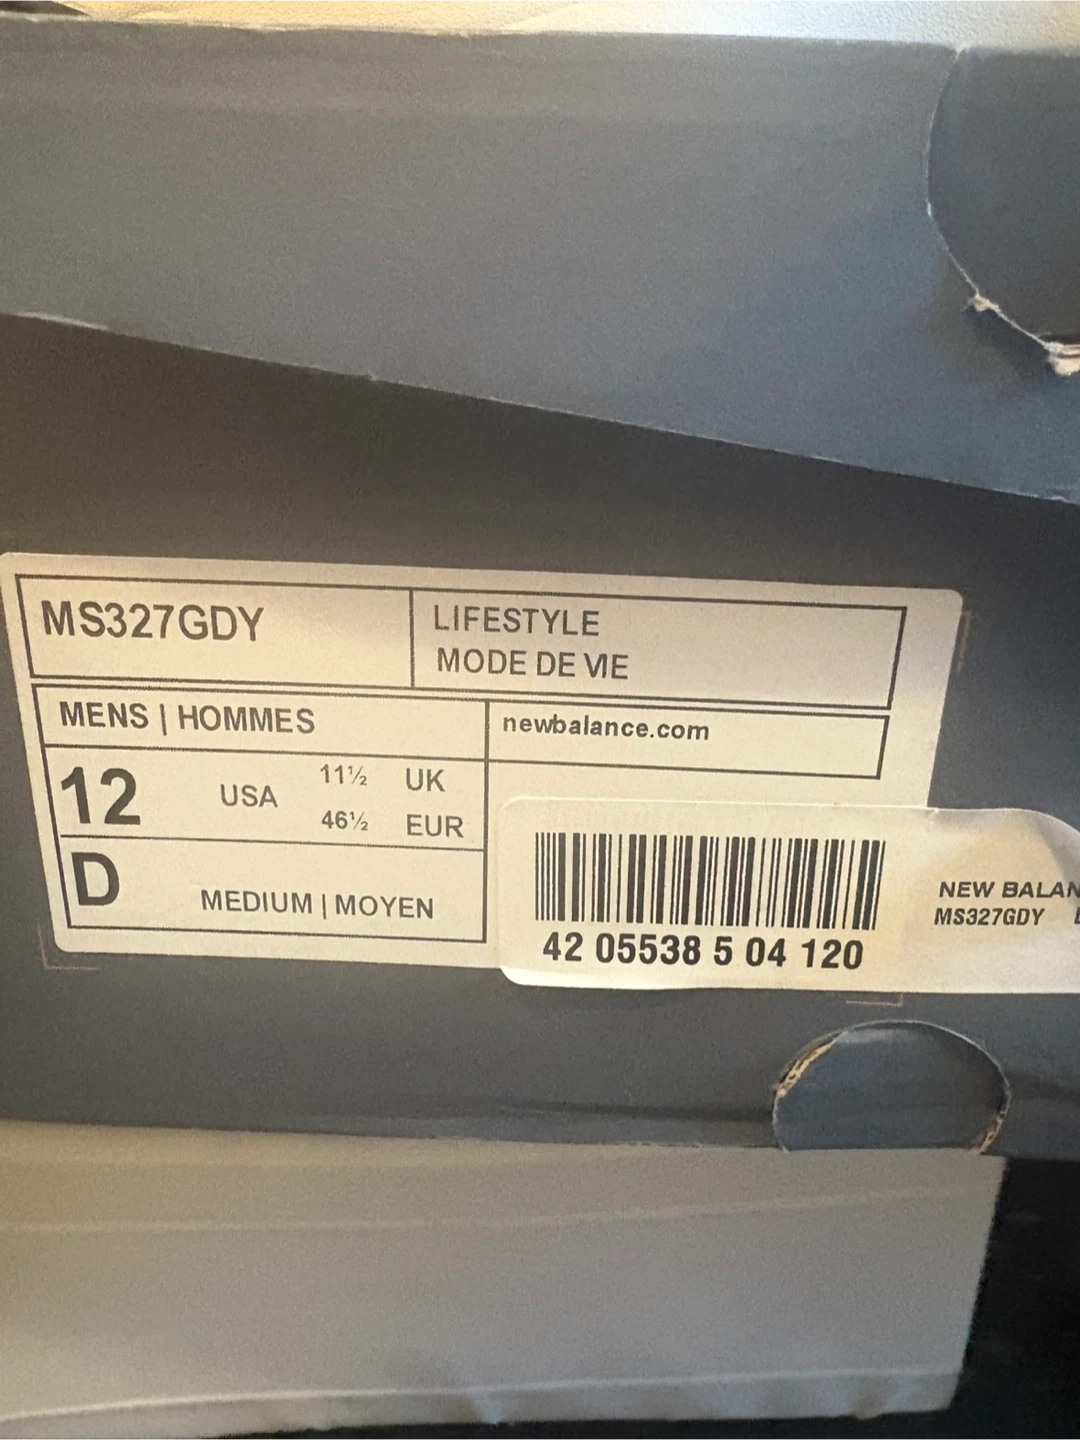 MS327GDY
LIFESTYLE
MODE DE VIE
MENS | HOMMES
newbalance.com
12 USA 11½ UK
46½ EUR
D MEDIUM | MOYEN
42 05538 5 04 120
NEW
MS327GDY